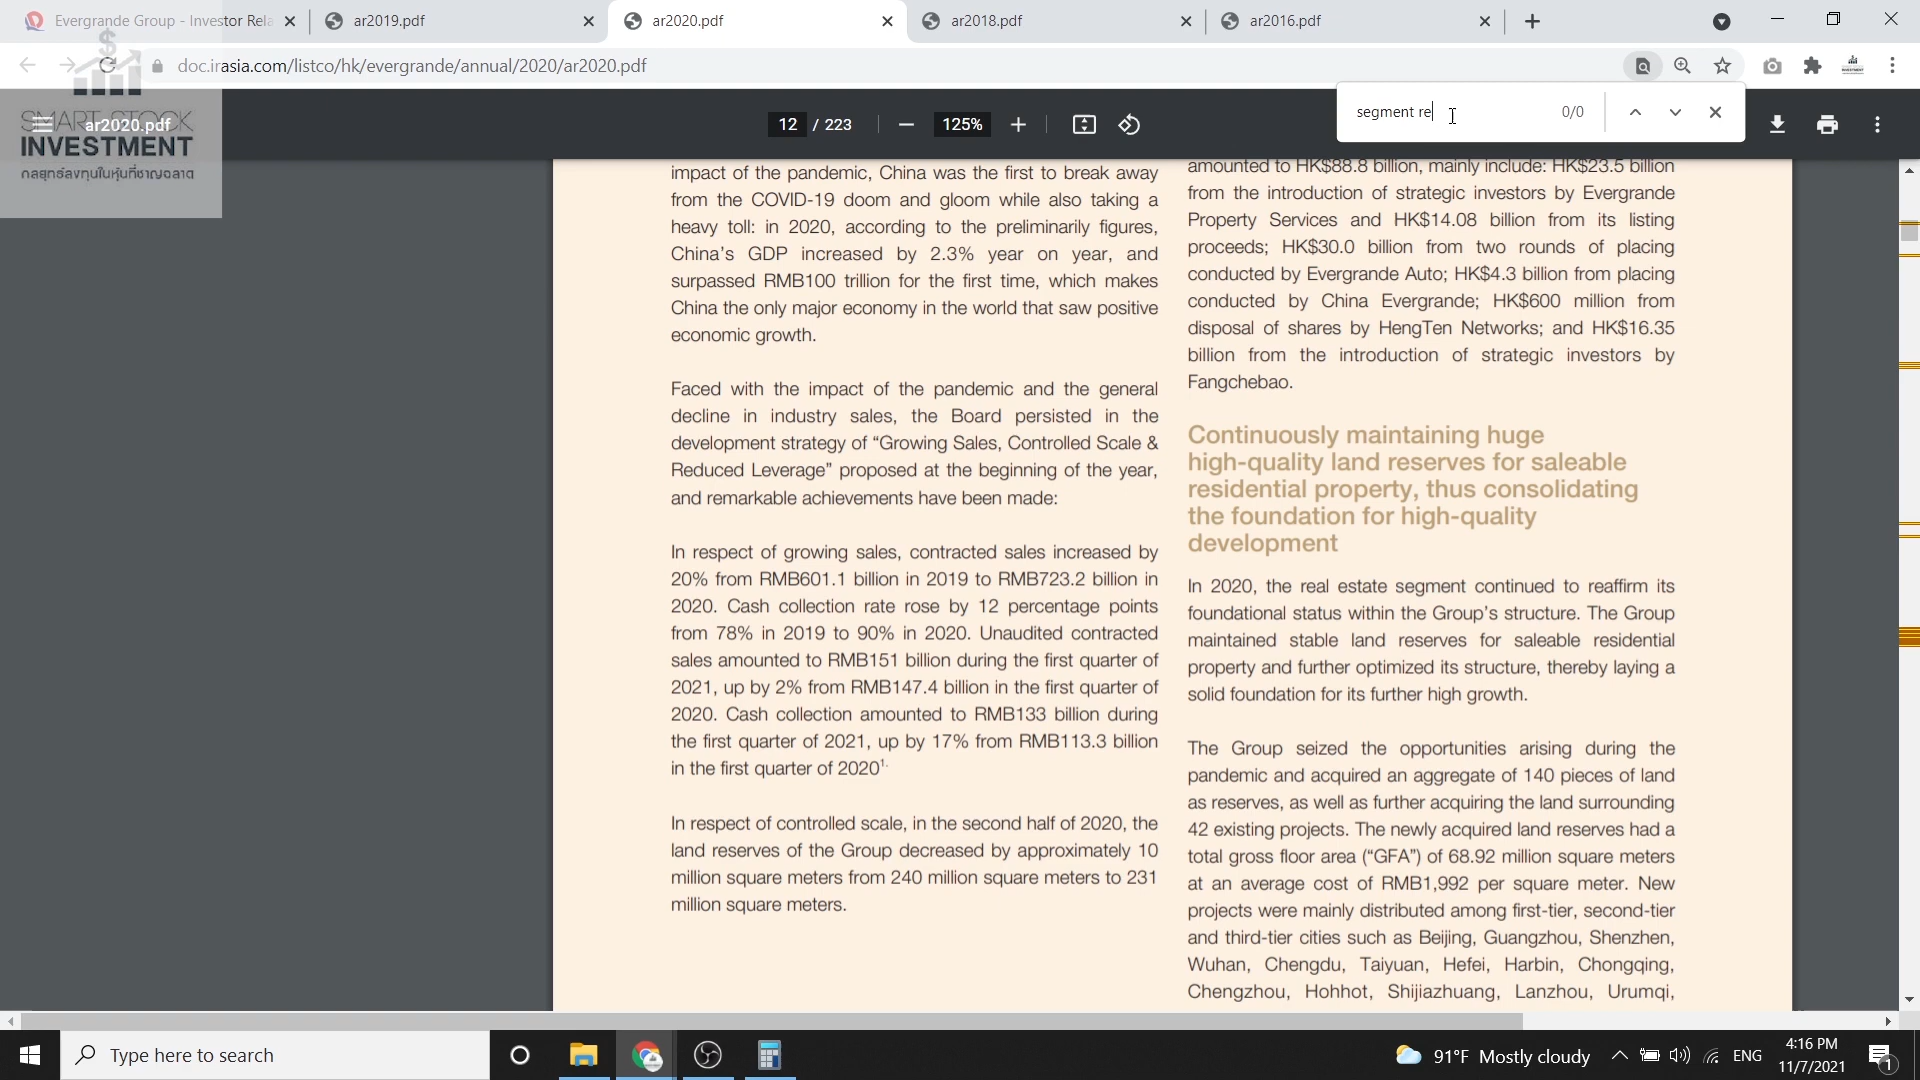 Evergrande Group - Investor Rela
ar2019.pdf
ar2020.pdf
ar2018.pdf
ar2016.pdf
doc.irasia.com/listco/hk/evergrande/annual/2020/ar2020.pdf
segment re
0/0
SMART STOCK
INVESTMENT
กลยุทธ์ลงทุนในหุ้นที่ชาญฉลาด
ar2020.pdf
12 / 223
125%
impact of the pandemic, China was the first to break away
from the COVID-19 doom and gloom while also taking a
heavy toll: in 2020, according to the preliminarily figures,
China's GDP increased by 2.3% year on year, and
surpassed RMB100 trillion for the first time, which makes
China the only major economy in the world that saw positive
economic growth.
Faced with the impact of the pandemic and the general
decline in industry sales, the Board persisted in the
development strategy of “Growing Sales, Controlled Scale &
Reduced Leverage” proposed at the beginning of the year,
and remarkable achievements have been made:
In respect of growing sales, contracted sales increased by
20% from RMB601.1 billion in 2019 to RMB723.2 billion in
2020. Cash collection rate rose by 12 percentage points
from 78% in 2019 to 90% in 2020. Unaudited contracted
sales amounted to RMB151 billion during the first quarter of
2021, up by 2% from RMB147.4 billion in the first quarter of
2020. Cash collection amounted to RMB133 billion during
the first quarter of 2021, up by 17% from RMB113.3 billion
in the first quarter of 2020¹.
In respect of controlled scale, in the second half of 2020, the
land reserves of the Group decreased by approximately 10
million square meters from 240 million square meters to 231
million square meters.
amounted to HK$88.8 billion, mainly include: HK$23.5 billion
from the introduction of strategic investors by Evergrande
Property Services and HK$14.08 billion from its listing
proceeds; HK$30.0 billion from two rounds of placing
conducted by Evergrande Auto; HK$4.3 billion from placing
conducted by China Evergrande; HK$600 million from
disposal of shares by HengTen Networks; and HK$16.35
billion from the introduction of strategic investors by
Fangchebao.
Continuously maintaining huge
high-quality land reserves for saleable
residential property, thus consolidating
the foundation for high-quality
development
In 2020, the real estate segment continued to reaffirm its
foundational status within the Group's structure. The Group
maintained stable land reserves for saleable residential
property and further optimized its structure, thereby laying a
solid foundation for its further high growth.
The Group seized the opportunities arising during the
pandemic and acquired an aggregate of 140 pieces of land
as reserves, as well as further acquiring the land surrounding
42 existing projects. The newly acquired land reserves had a
total gross floor area (“GFA”) of 68.92 million square meters
at an average cost of RMB1,992 per square meter. New
projects were mainly distributed among first-tier, second-tier
and third-tier cities such as Beijing, Guangzhou, Shenzhen,
Wuhan, Chengdu, Taiyuan, Hefei, Harbin, Chongqing,
Chengzhou, Hohhot, Shijiazhuang, Lanzhou, Urumqi,
Type here to search
91°F Mostly cloudy
ENG
4:16 PM
11/7/2021
1